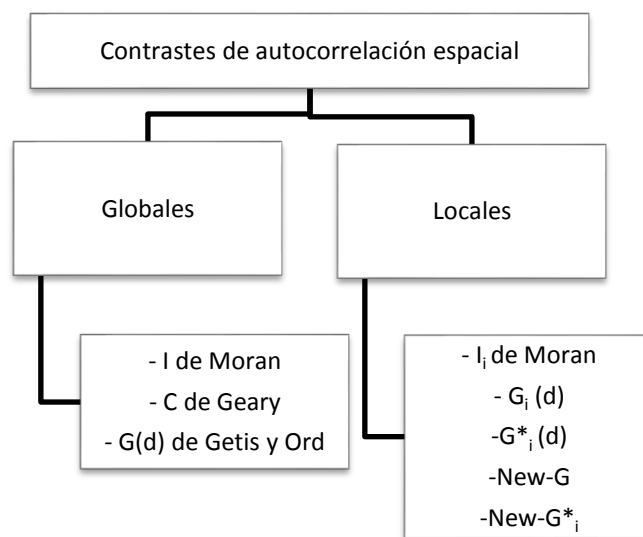 Contrastes de autocorrelación espacial
Globales
Locales
- I de Moran
- C de Geary
- G(d) de Getis y Ord
- Iᵢ de Moran
- Gᵢ (d)
-G*ᵢ (d)
-New-G
-New-G*ᵢ